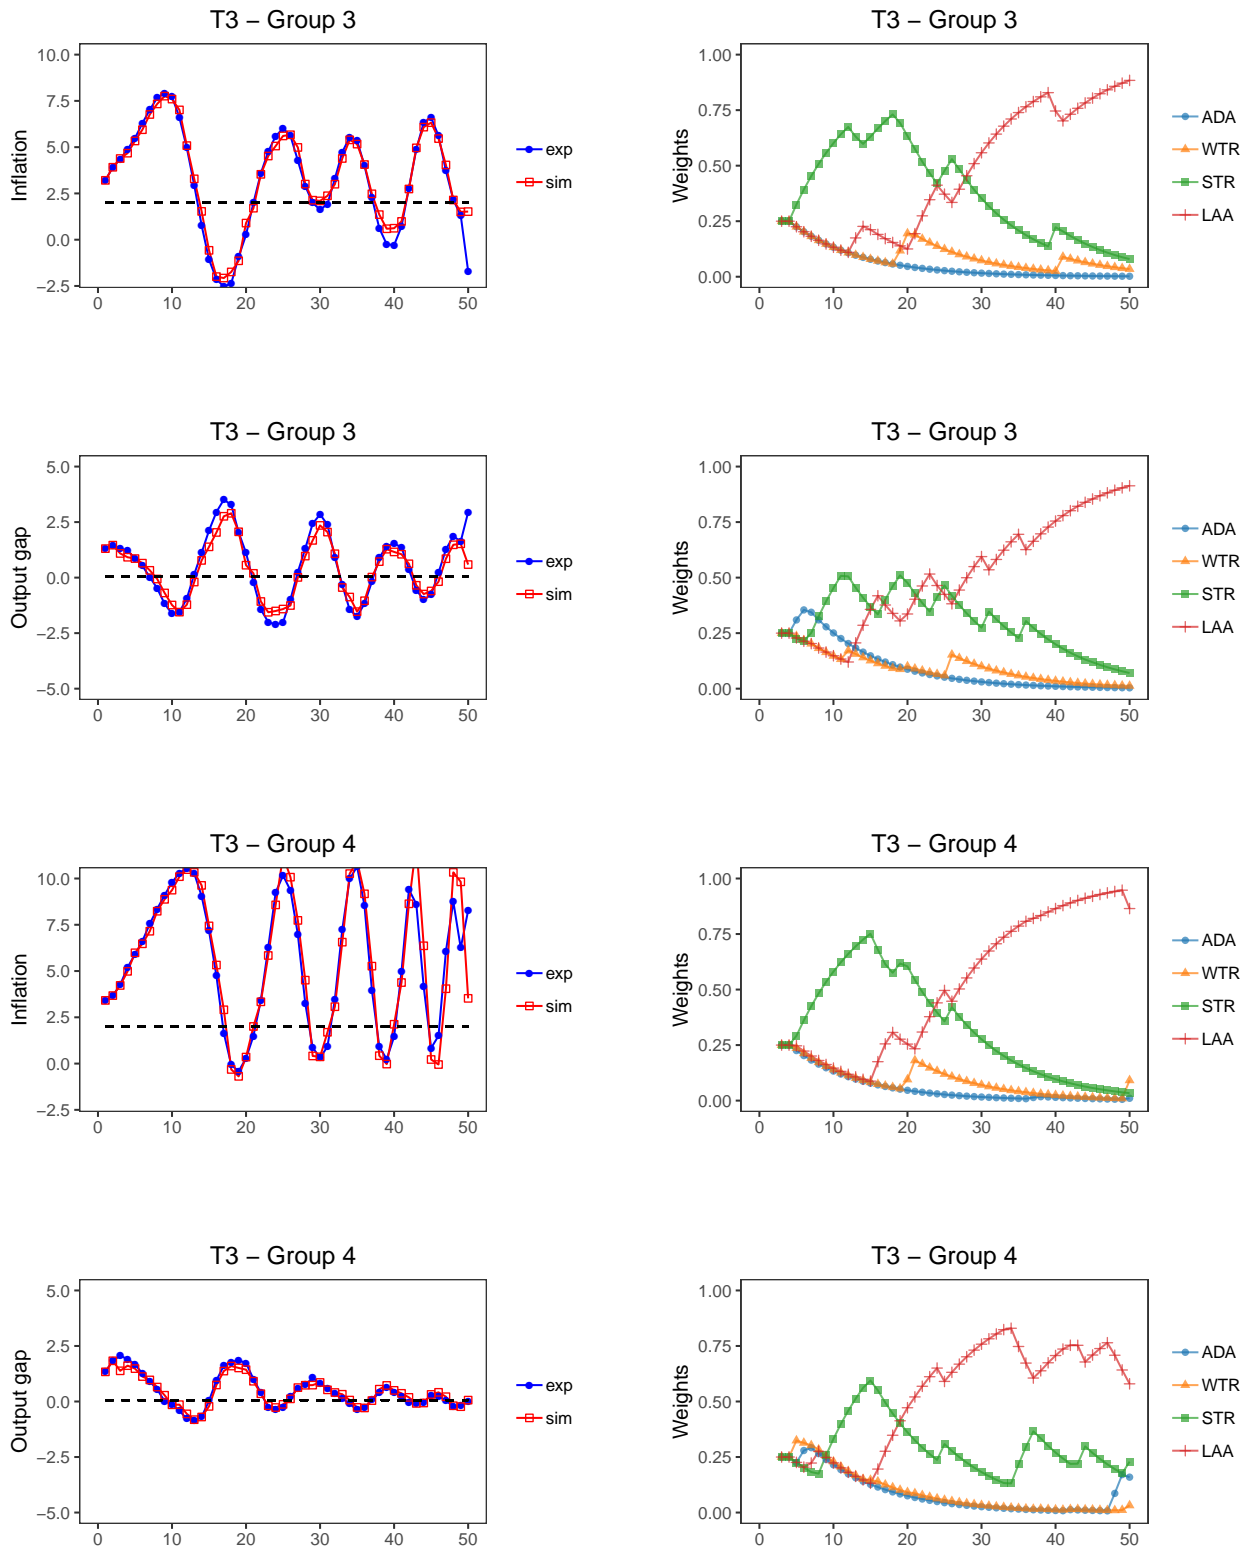 T3 – Group 3
Inflation
10.0
7.5
5.0
2.5
0.0
−2.5
0 10 20 30 40 50
exp
sim
T3 – Group 3
Weights
1.00
0.75
0.50
0.25
0.00
0 10 20 30 40 50
ADA
WTR
STR
LAA
T3 – Group 3
Output gap
5.0
2.5
0.0
−2.5
−5.0
0 10 20 30 40 50
exp
sim
T3 – Group 3
Weights
1.00
0.75
0.50
0.25
0.00
0 10 20 30 40 50
ADA
WTR
STR
LAA
T3 – Group 4
Inflation
10.0
7.5
5.0
2.5
0.0
−2.5
0 10 20 30 40 50
exp
sim
T3 – Group 4
Weights
1.00
0.75
0.50
0.25
0.00
0 10 20 30 40 50
ADA
WTR
STR
LAA
T3 – Group 4
Output gap
5.0
2.5
0.0
−2.5
−5.0
0 10 20 30 40 50
exp
sim
T3 – Group 4
Weights
1.00
0.75
0.50
0.25
0.00
0 10 20 30 40 50
ADA
WTR
STR
LAA